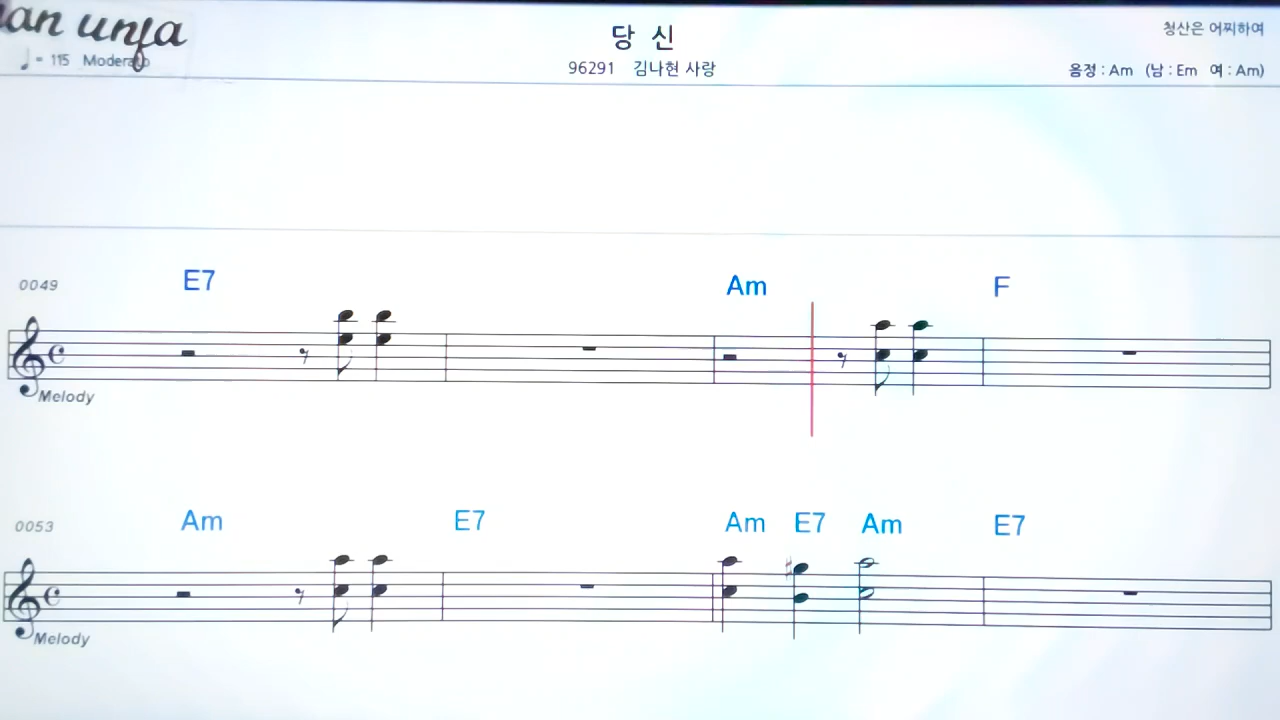 an unfa
당 신
청산은 어찌하여
♩ = 115 Moderato
96291 김나현 사랑
음정 : Am (남 : Em 여 : Am)
0049 E7 Am F
Melody
0053 Am E7 Am E7 Am E7
Melody